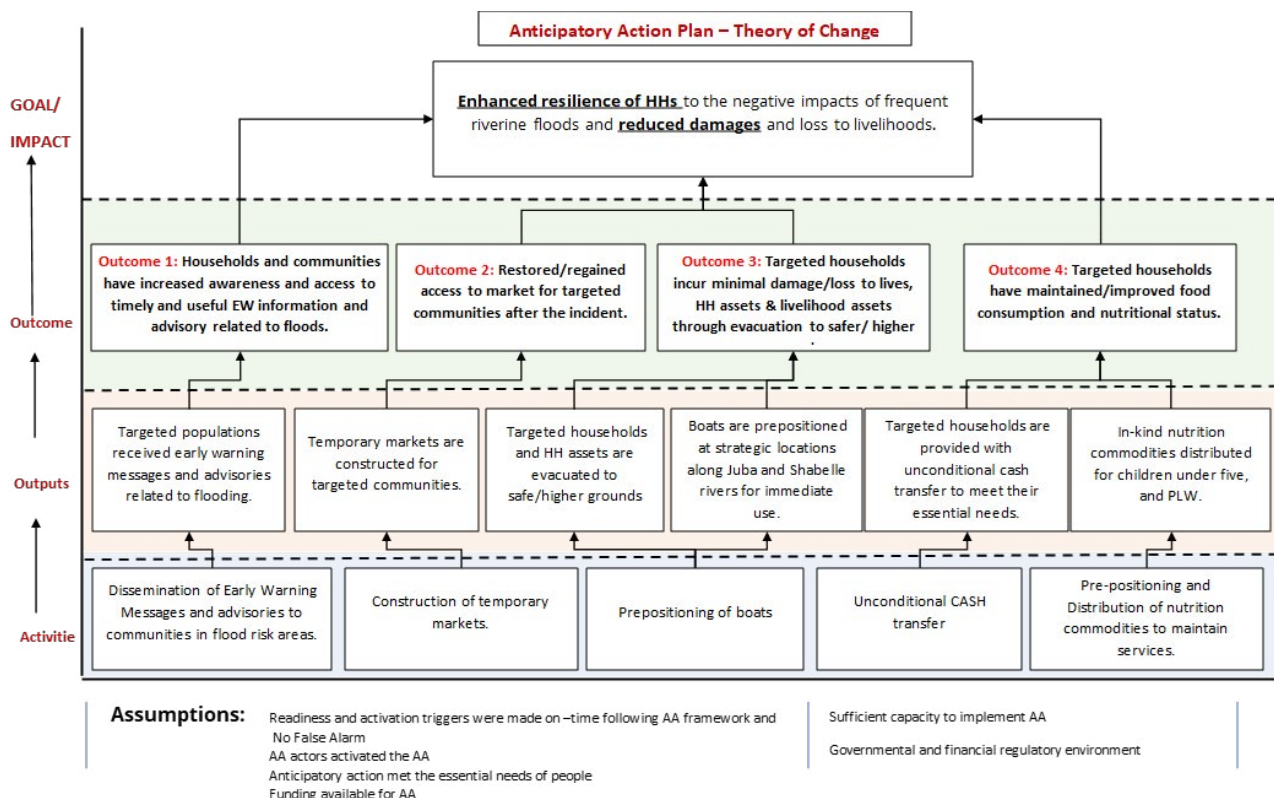 Anticipatory Action Plan – Theory of Change
GOAL/
IMPACT
Enhanced resilience of HHs to the negative impacts of frequent
riverine floods and reduced damages and loss to livelihoods.
Outcome
Outcome 1: Households and communities
have increased awareness and access to
timely and useful EW information and
advisory related to floods.
Outcome 2: Restored/regained
access to market for targeted
communities after the incident.
Outcome 3: Targeted households
incur minimal damage/loss to lives,
HH assets & livelihood assets
through evacuation to safer/ higher
.
Outcome 4: Targeted households
have maintained/improved food
consumption and nutritional status.
Outputs
Targeted populations
received early warning
messages and advisories
related to flooding.
Temporary markets are
constructed for
targeted communities.
Targeted households
and HH assets are
evacuated to
safe/higher grounds
Boats are prepositioned
at strategic locations
along Juba and Shabelle
rivers for immediate
use.
Targeted households are
provided with
unconditional cash
transfer to meet their
essential needs.
In-kind nutrition
commodities distributed
for children under five,
and PLW.
Activitie
Dissemination of Early Warning
Messages and advisories to
communities in flood risk areas.
Construction of temporary
markets.
Prepositioning of boats
Unconditional CASH
transfer
Pre-positioning and
Distribution of nutrition
commodities to maintain
services.
Assumptions:
Readiness and activation triggers were made on –time following AA framework and
No False Alarm
AA actors activated the AA
Anticipatory action met the essential needs of people
Funding available for AA
Sufficient capacity to implement AA
Governmental and financial regulatory environment